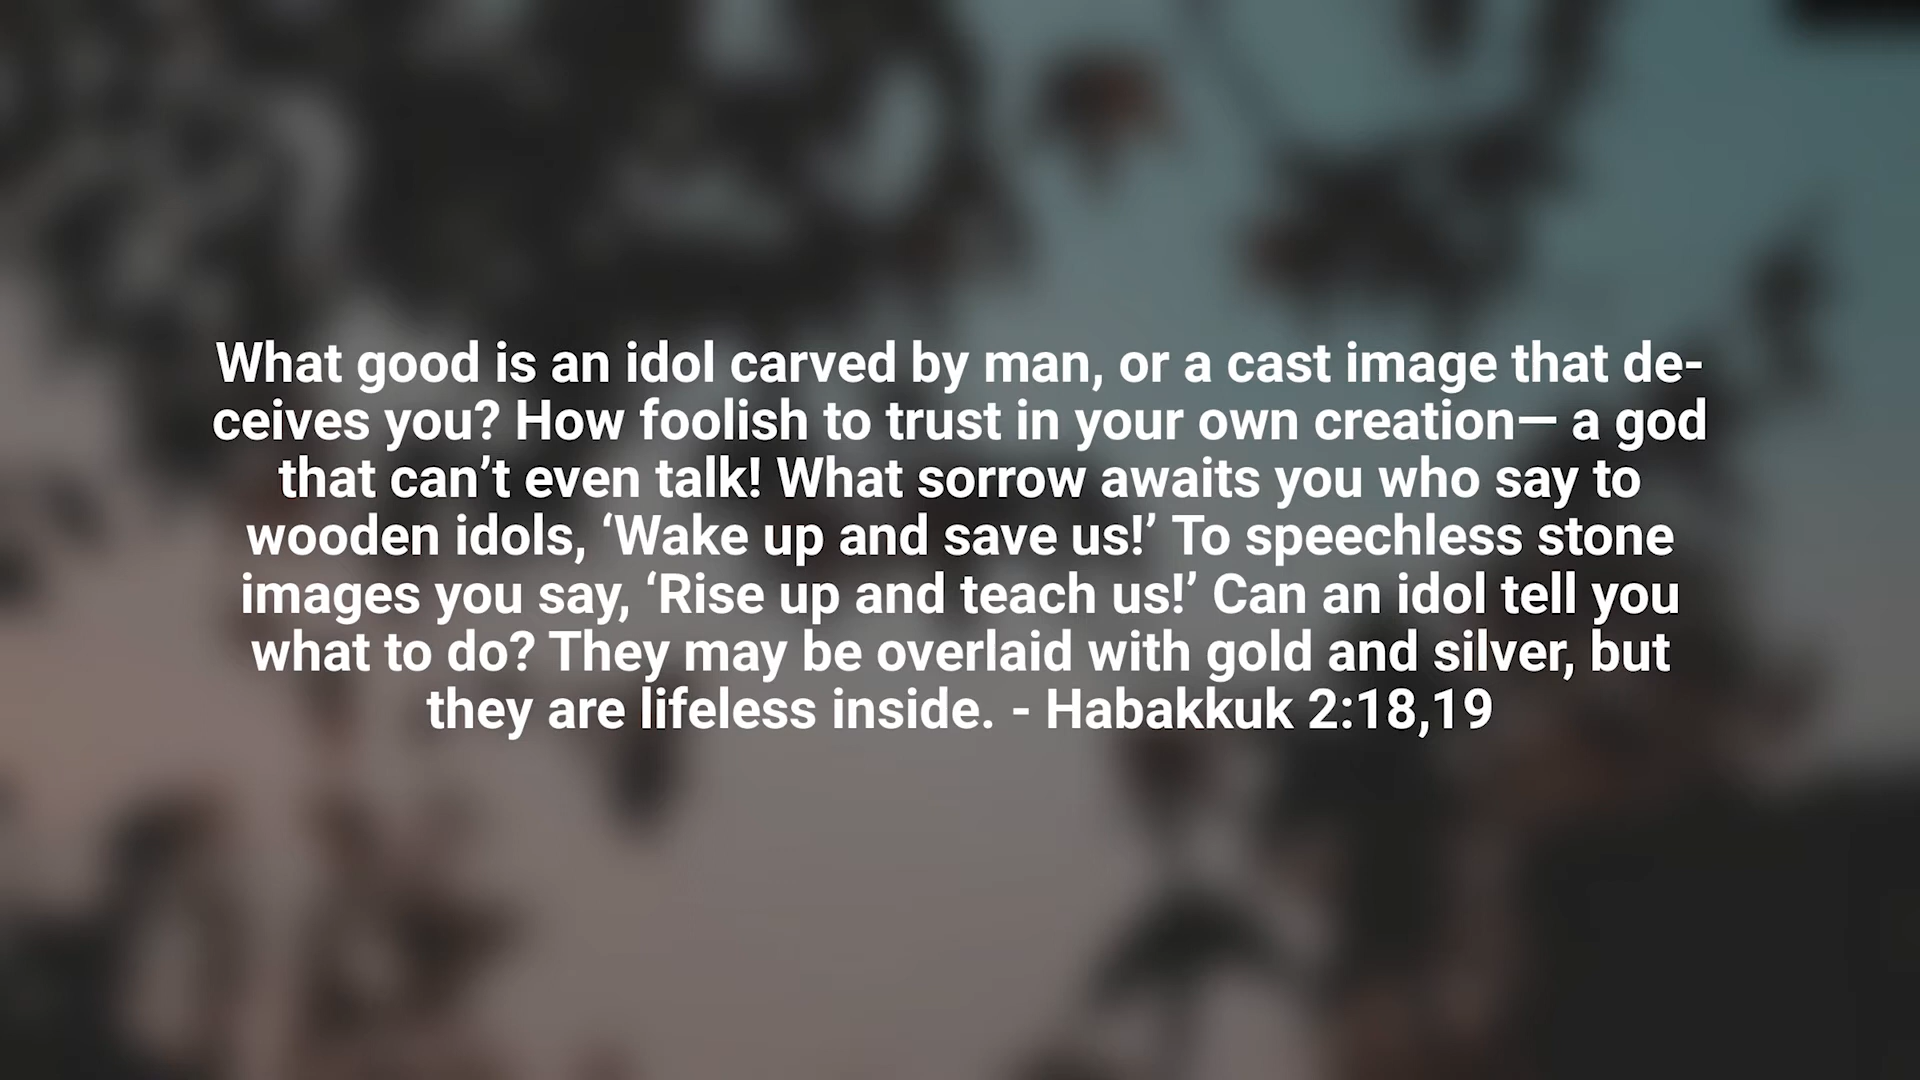 What good is an idol carved by man, or a cast image that de-
ceives you? How foolish to trust in your own creation— a god
that can’t even talk! What sorrow awaits you who say to
wooden idols, ‘Wake up and save us!’ To speechless stone
images you say, ‘Rise up and teach us!’ Can an idol tell you
what to do? They may be overlaid with gold and silver, but
they are lifeless inside. - Habakkuk 2:18,19